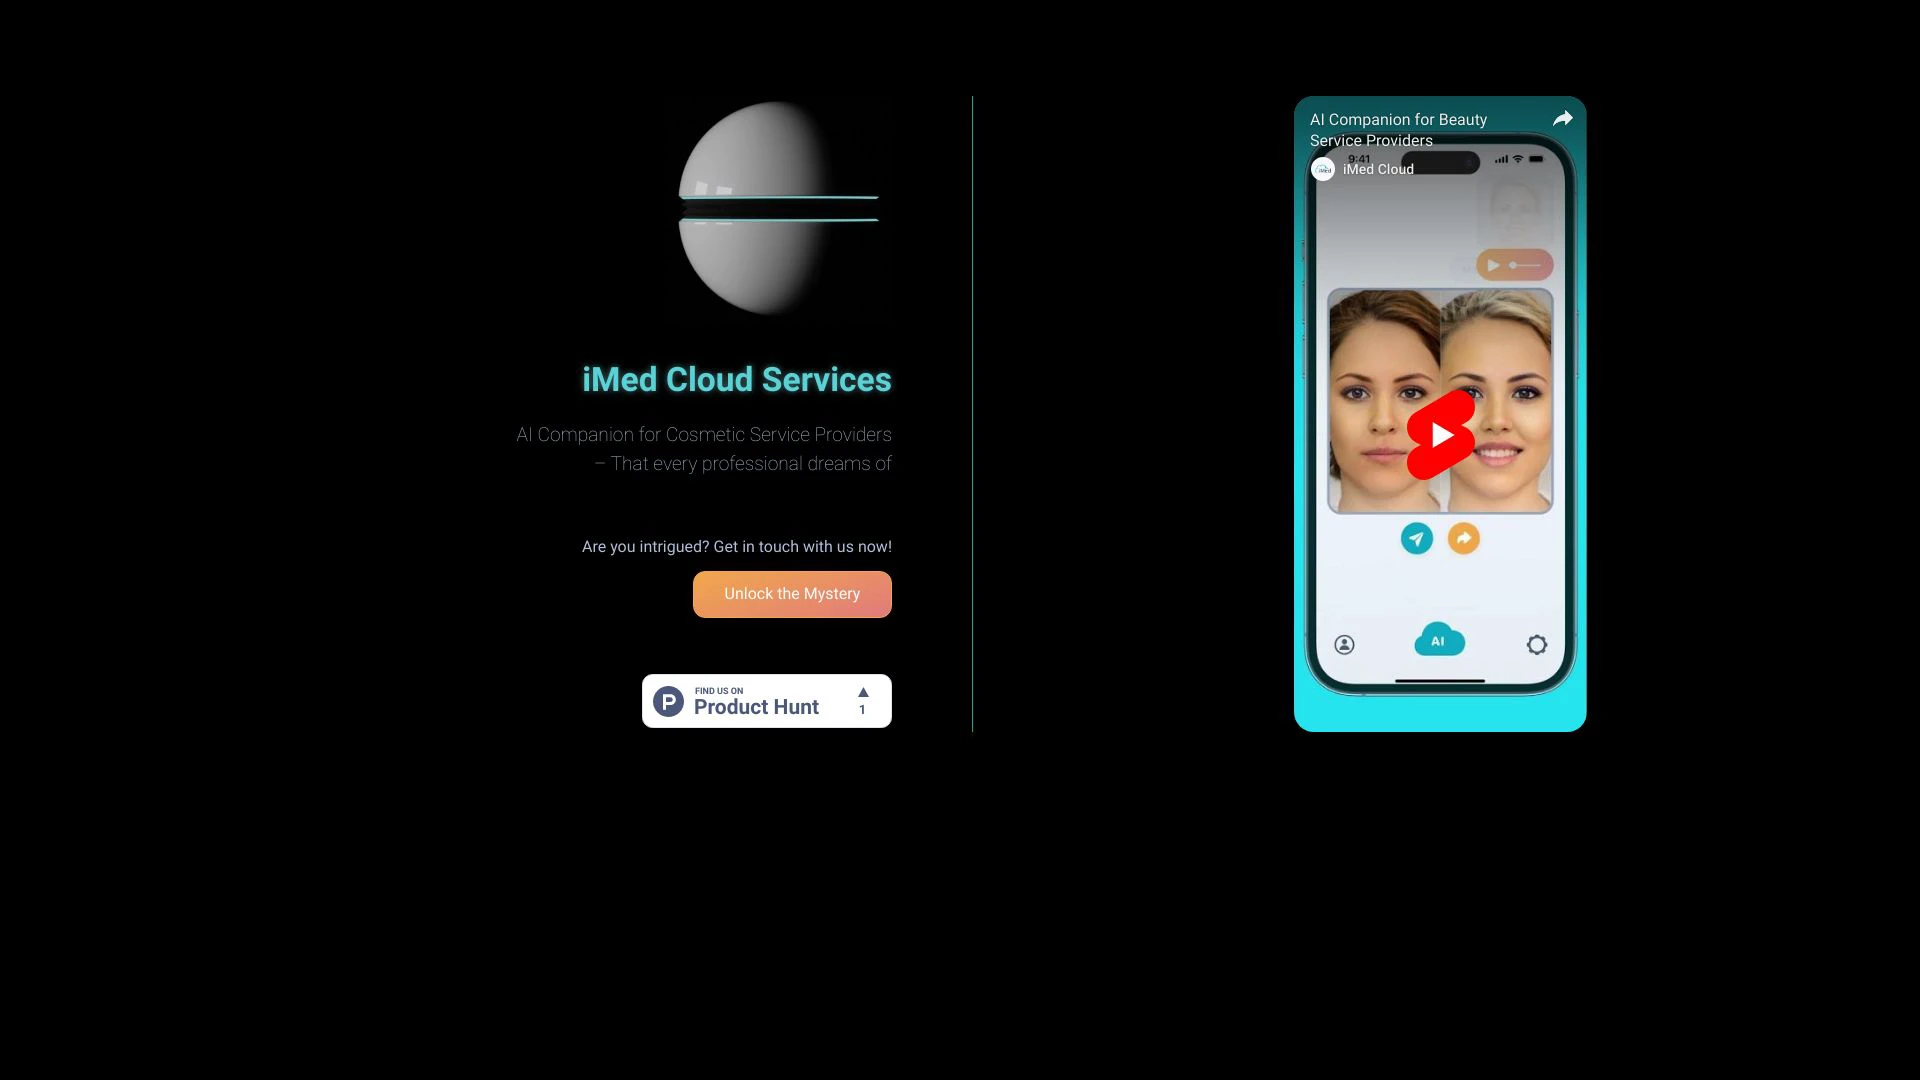 iMed Cloud Services
AI Companion for Cosmetic Service Providers
– That every professional dreams of
Are you intrigued? Get in touch with us now!
Unlock the Mystery
FIND US ON
Product Hunt
1
AI Companion for Beauty
Service Providers
9:41
iMed
iMed Cloud
AI